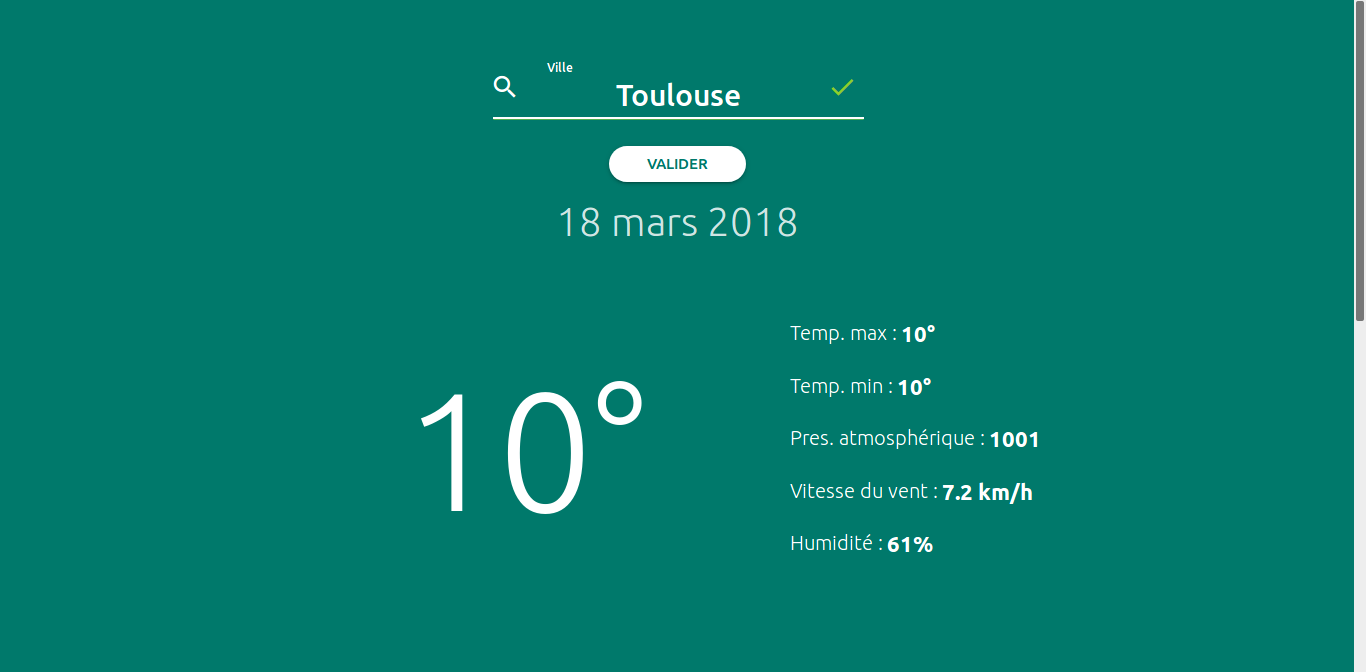 Ville
Toulouse
VALIDER
18 mars 2018
10°
Temp. max : 10°
Temp. min : 10°
Pres. atmosphérique : 1001
Vitesse du vent : 7.2 km/h
Humidité : 61%